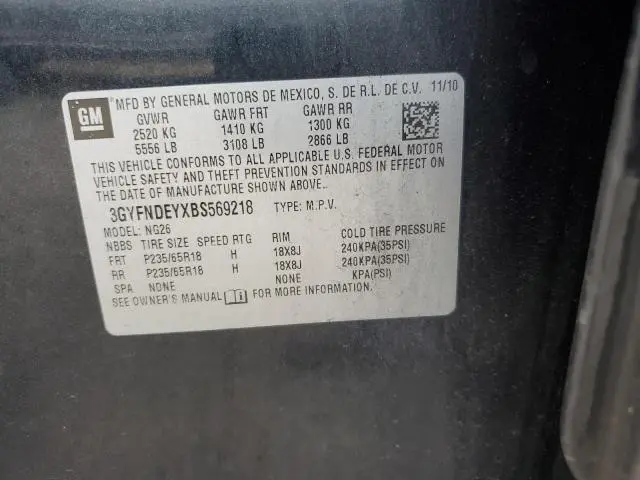 GM
MFD BY GENERAL MOTORS DE MEXICO, S. DE R.L. DE C.V. 11/10
GVWR GAWR FRT GAWR RR
2520 KG 1410 KG 1300 KG
5556 LB 3108 LB 2866 LB
THIS VEHICLE CONFORMS TO ALL APPLICABLE U.S. FEDERAL MOTOR
VEHICLE SAFETY AND THEFT PREVENTION STANDARDS IN EFFECT ON
THE DATE OF MANUFACTURE SHOWN ABOVE.
3GYFNDEYXBS569218 TYPE: M.P.V.
MODEL: NG26
NBBS TIRE SIZE SPEED RTG RIM COLD TIRE PRESSURE
FRT P235/65R18 H 18X8J 240KPA(35PSI)
RR P235/65R18 H 18X8J 240KPA(35PSI)
SPA NONE NONE KPA(PSI)
SEE OWNER'S MANUAL FOR MORE INFORMATION.